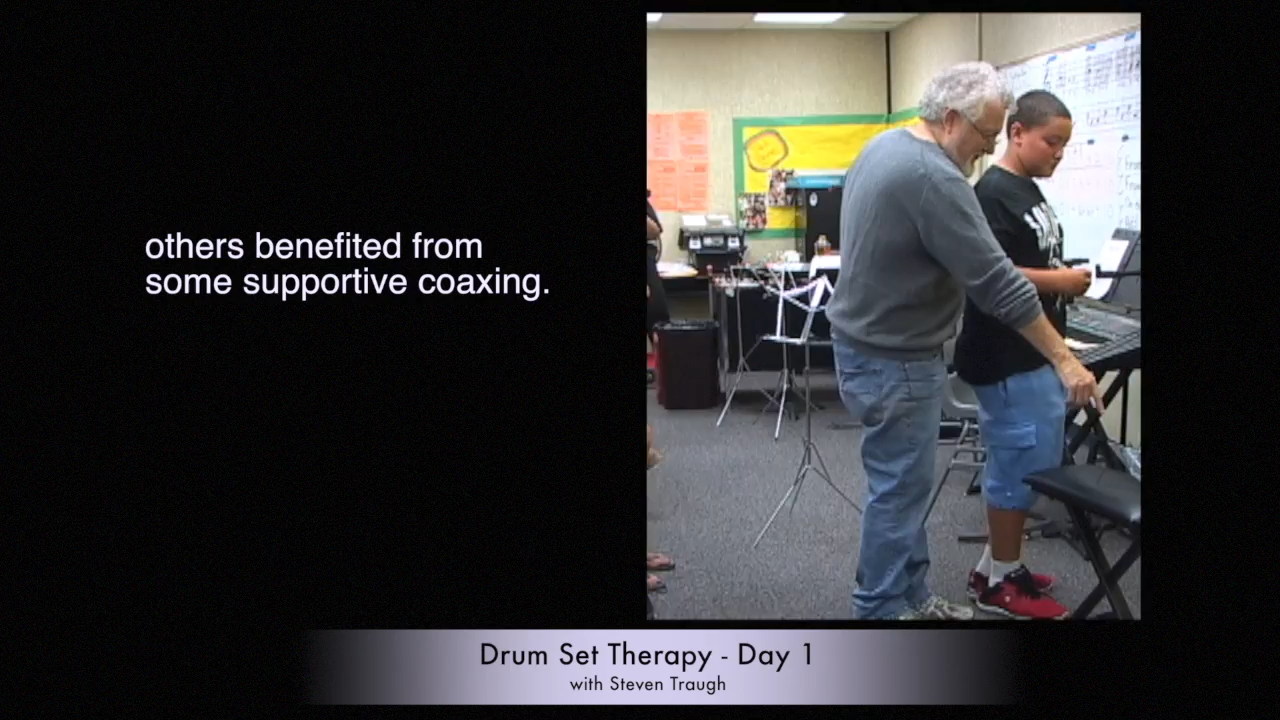 others benefited from
some supportive coaxing.
Drum Set Therapy - Day 1
with Steven Traugh